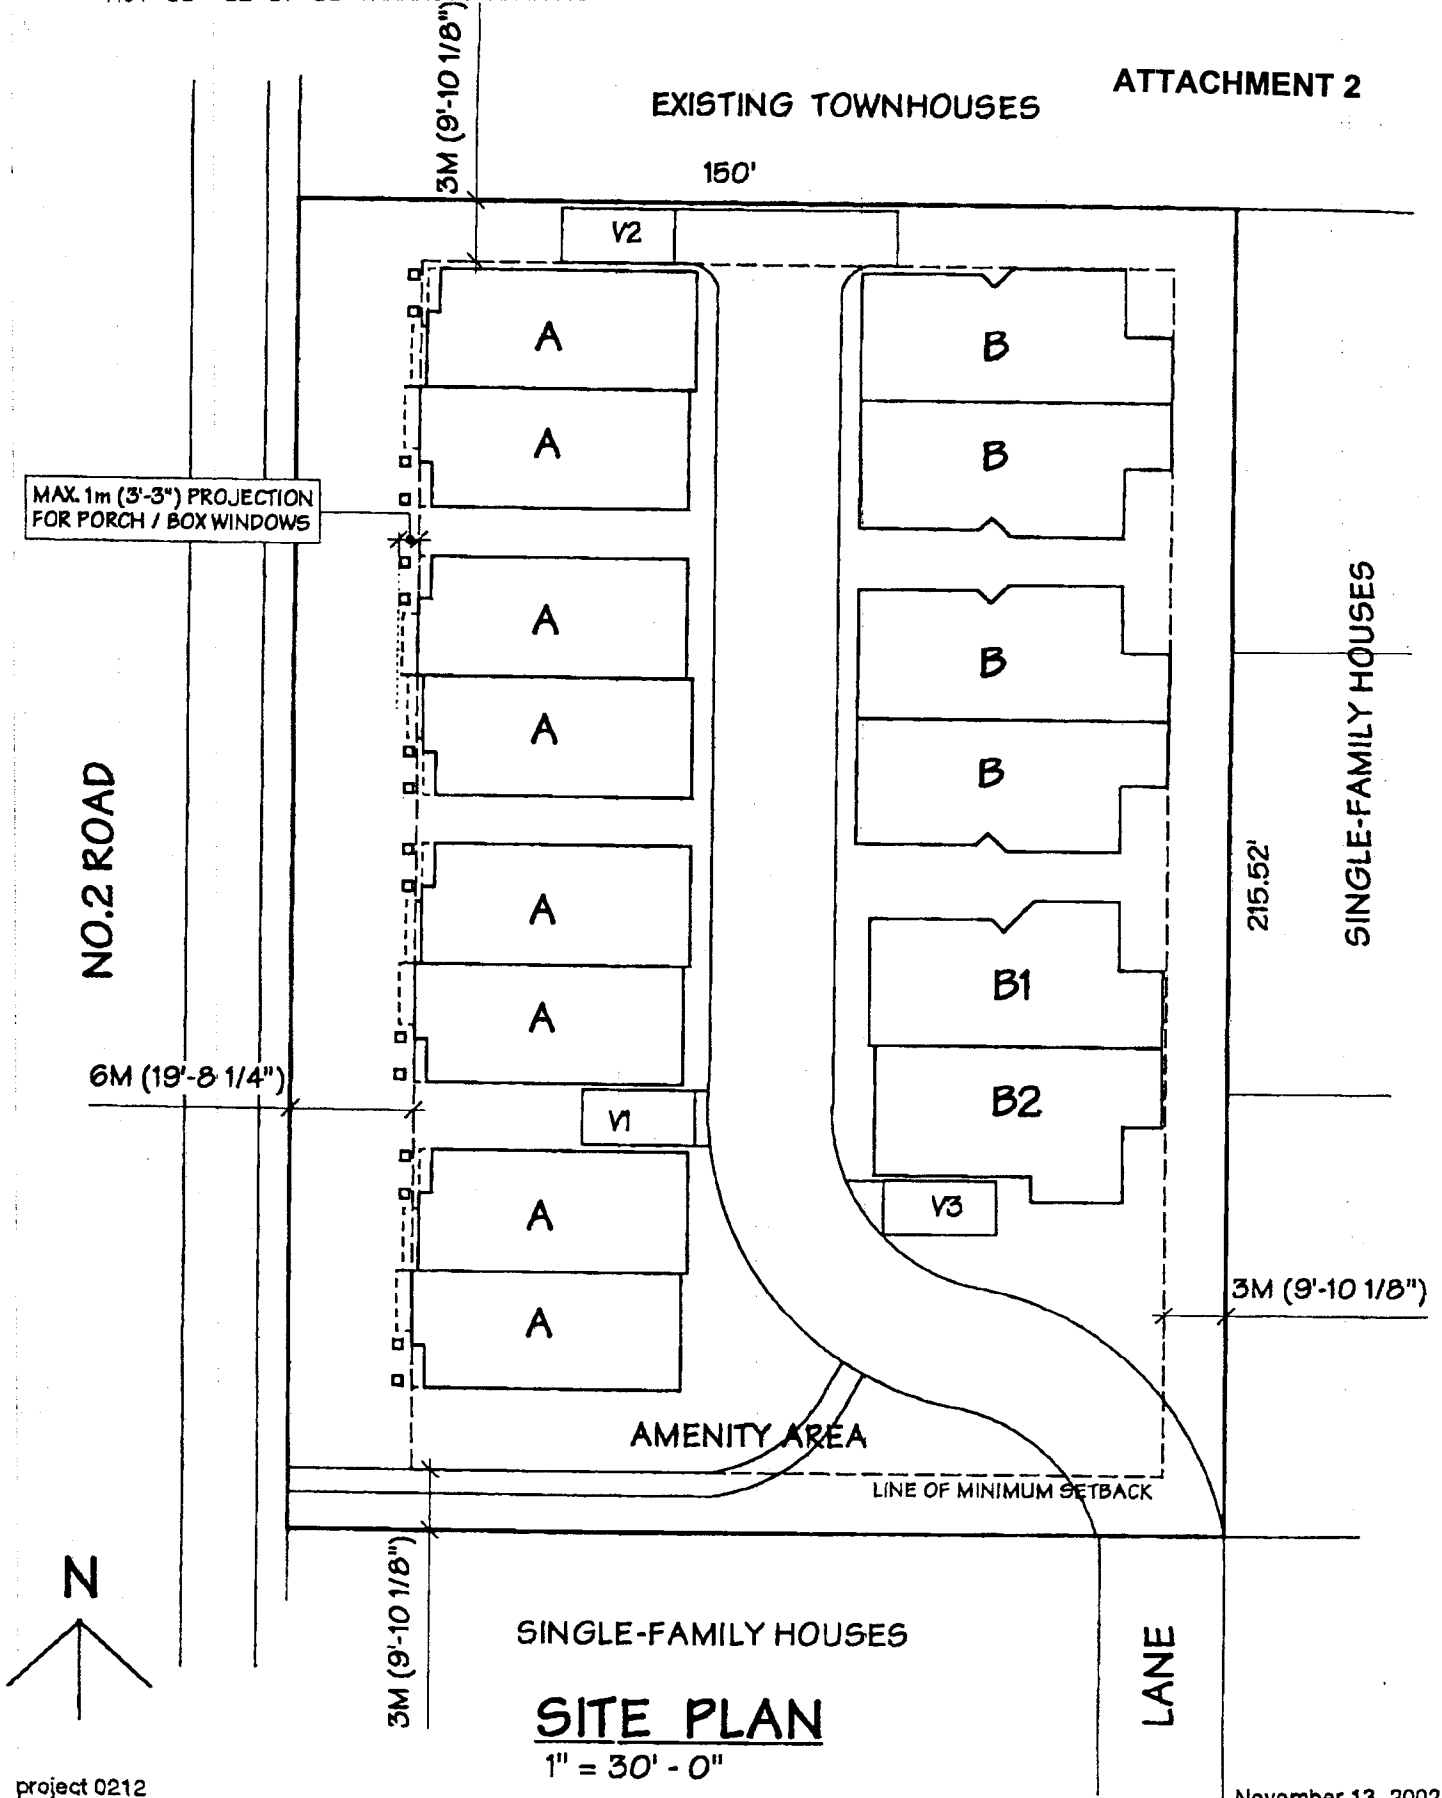 ATTACHMENT 2
3M (9'-10 1/8")
EXISTING TOWNHOUSES
150'
V2
A
B
A
B
MAX. 1m (3'-3") PROJECTION
FOR PORCH / BOX WINDOWS
A
B
SINGLE-FAMILY HOUSES
A
B
NO.2 ROAD
215.52'
A
B1
A
6M (19'-8 1/4")
B2
V1
A
V3
3M (9'-10 1/8")
A
AMENITY AREA
LINE OF MINIMUM SETBACK
N
3M (9'-10 1/8")
SINGLE-FAMILY HOUSES
LANE
SITE PLAN
1" = 30' - 0"
project 0212
November 13, 2002